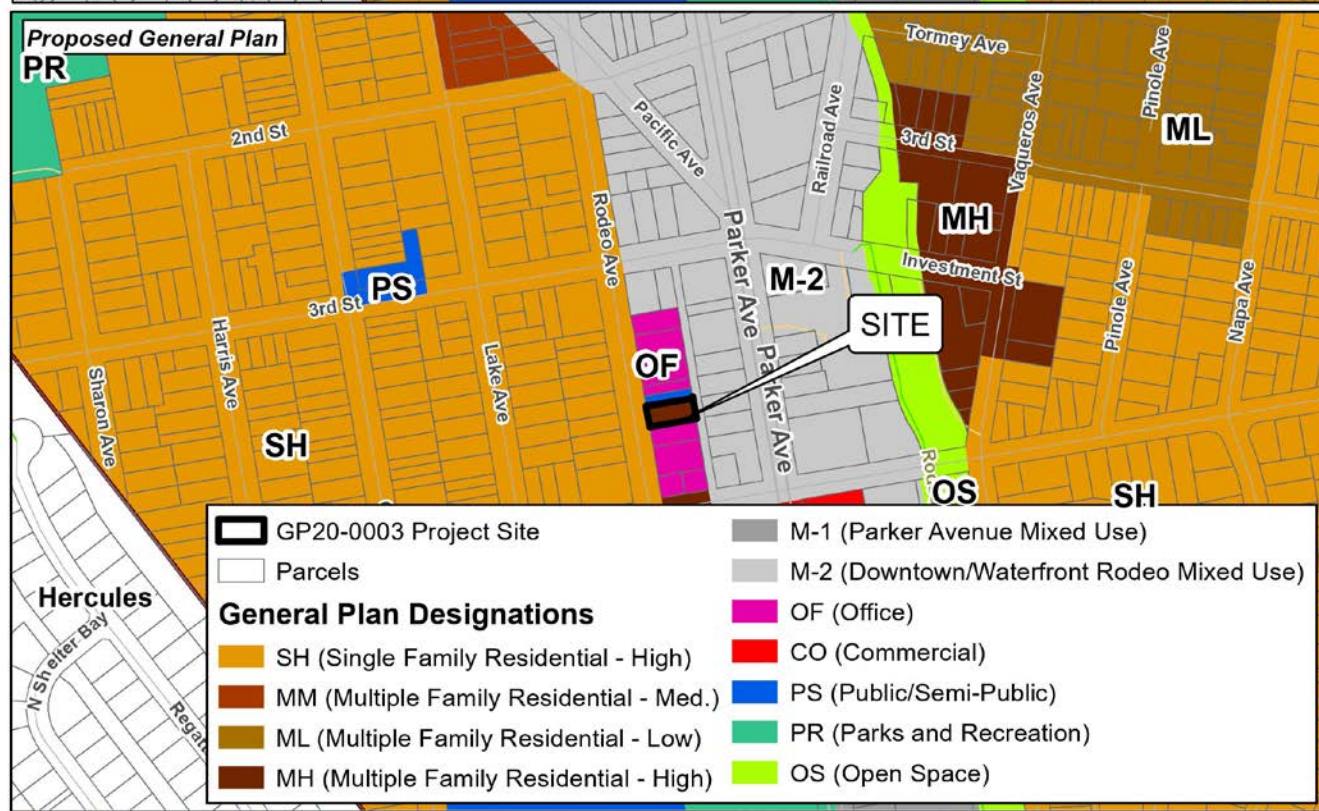 Proposed General Plan
PR
Tormey Ave
Pinole Ave
ML
2nd St
Pacific Ave
Railroad Ave
3rd St
Vaqueros Ave
MH
Rodeo Ave
Parker Ave
Investment St
M-2
PS
3rd St
SITE
Pinole Ave
Napa Ave
Harris Ave
Lake Ave
OF
Parker Ave
Sharon Ave
SH
OS
SH
Hercules
N Shelter Bay
GP20-0003 Project Site
Parcels
General Plan Designations
SH (Single Family Residential - High)
MM (Multiple Family Residential - Med.)
ML (Multiple Family Residential - Low)
MH (Multiple Family Residential - High)
M-1 (Parker Avenue Mixed Use)
M-2 (Downtown/Waterfront Rodeo Mixed Use)
OF (Office)
CO (Commercial)
PS (Public/Semi-Public)
PR (Parks and Recreation)
OS (Open Space)